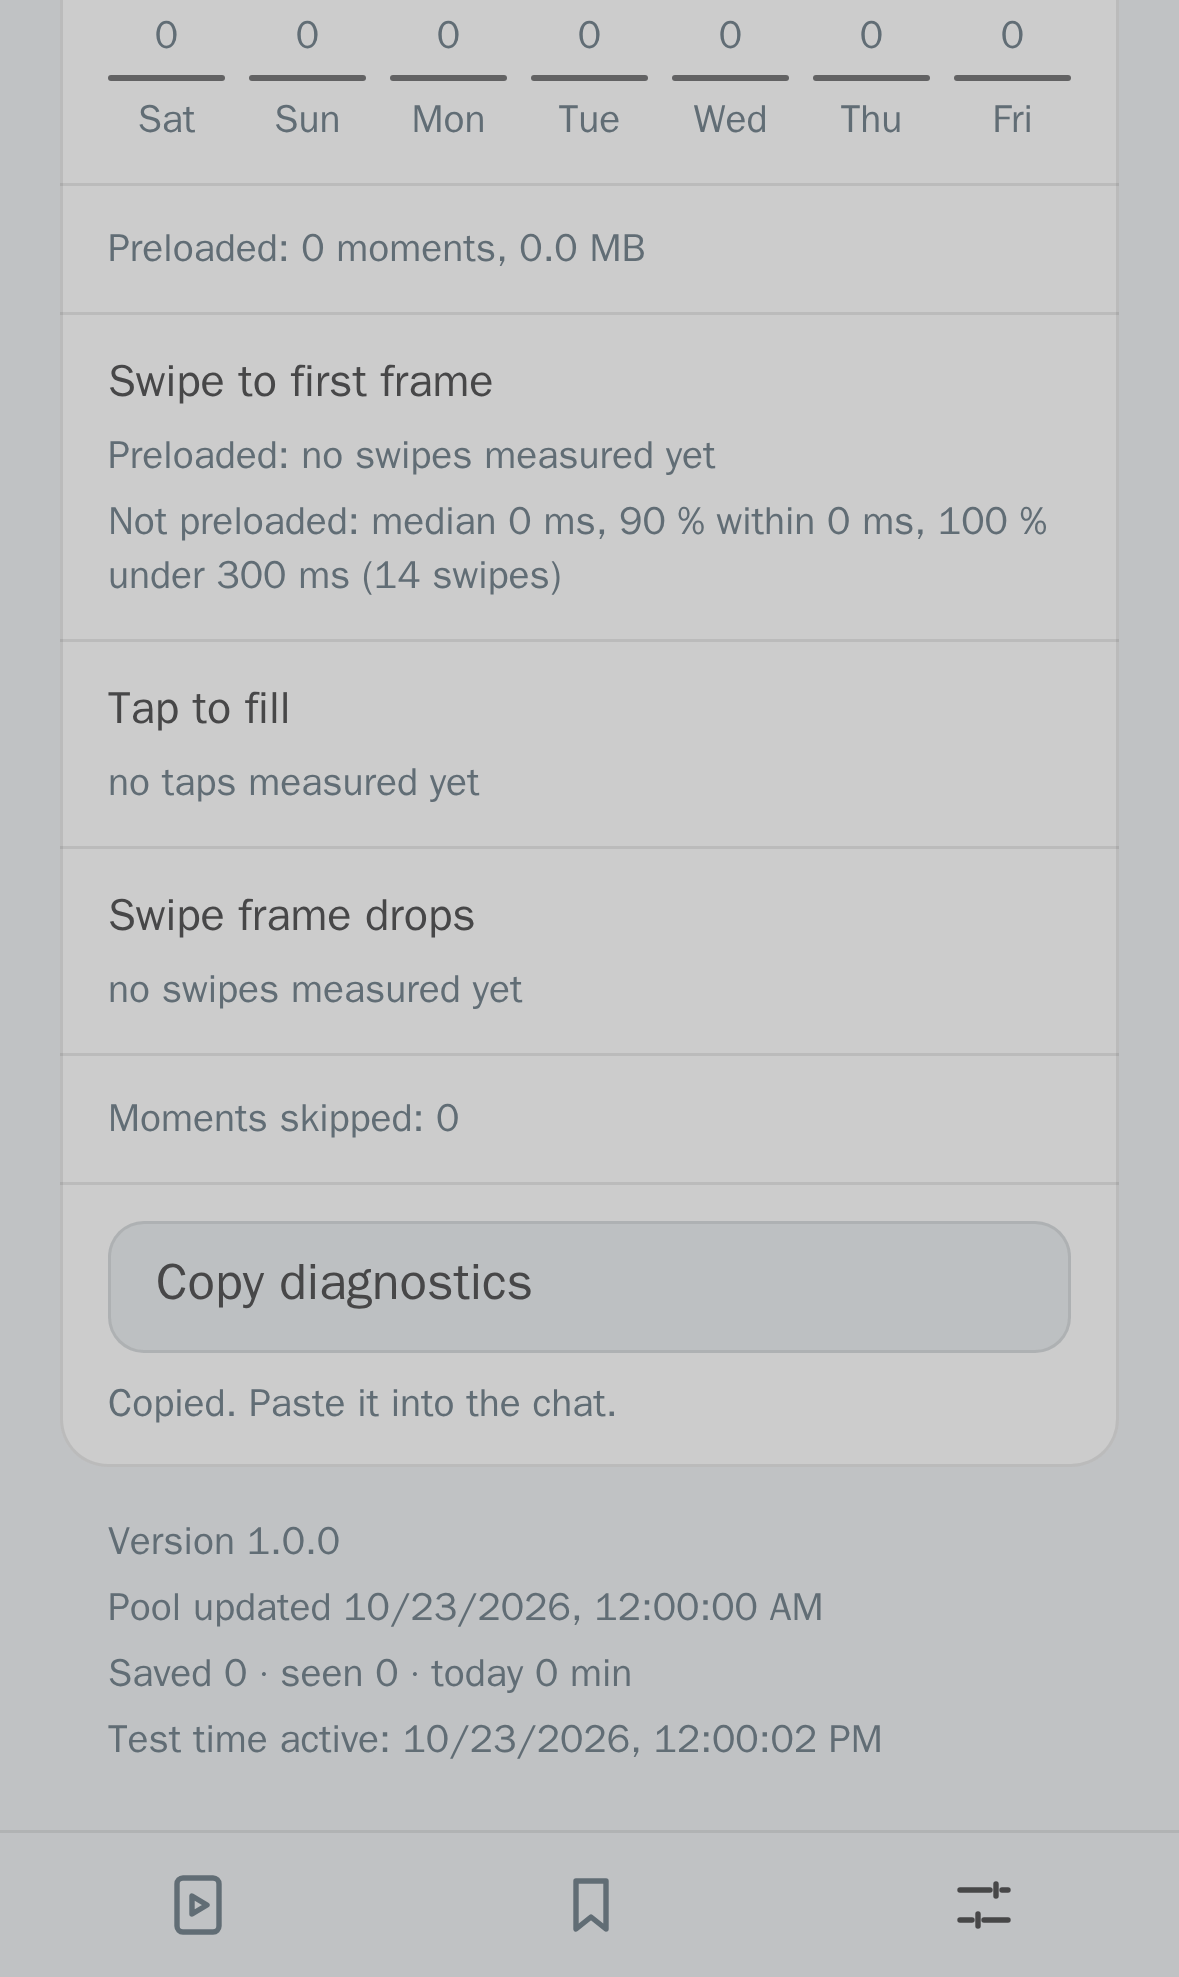 0 0 0 0 0 0 0
Sat Sun Mon Tue Wed Thu Fri
Preloaded: 0 moments, 0.0 MB
Swipe to first frame
Preloaded: no swipes measured yet
Not preloaded: median 0 ms, 90 % within 0 ms, 100 %
under 300 ms (14 swipes)
Tap to fill
no taps measured yet
Swipe frame drops
no swipes measured yet
Moments skipped: 0
Copy diagnostics
Copied. Paste it into the chat.
Version 1.0.0
Pool updated 10/23/2026, 12:00:00 AM
Saved 0 · seen 0 · today 0 min
Test time active: 10/23/2026, 12:00:02 PM